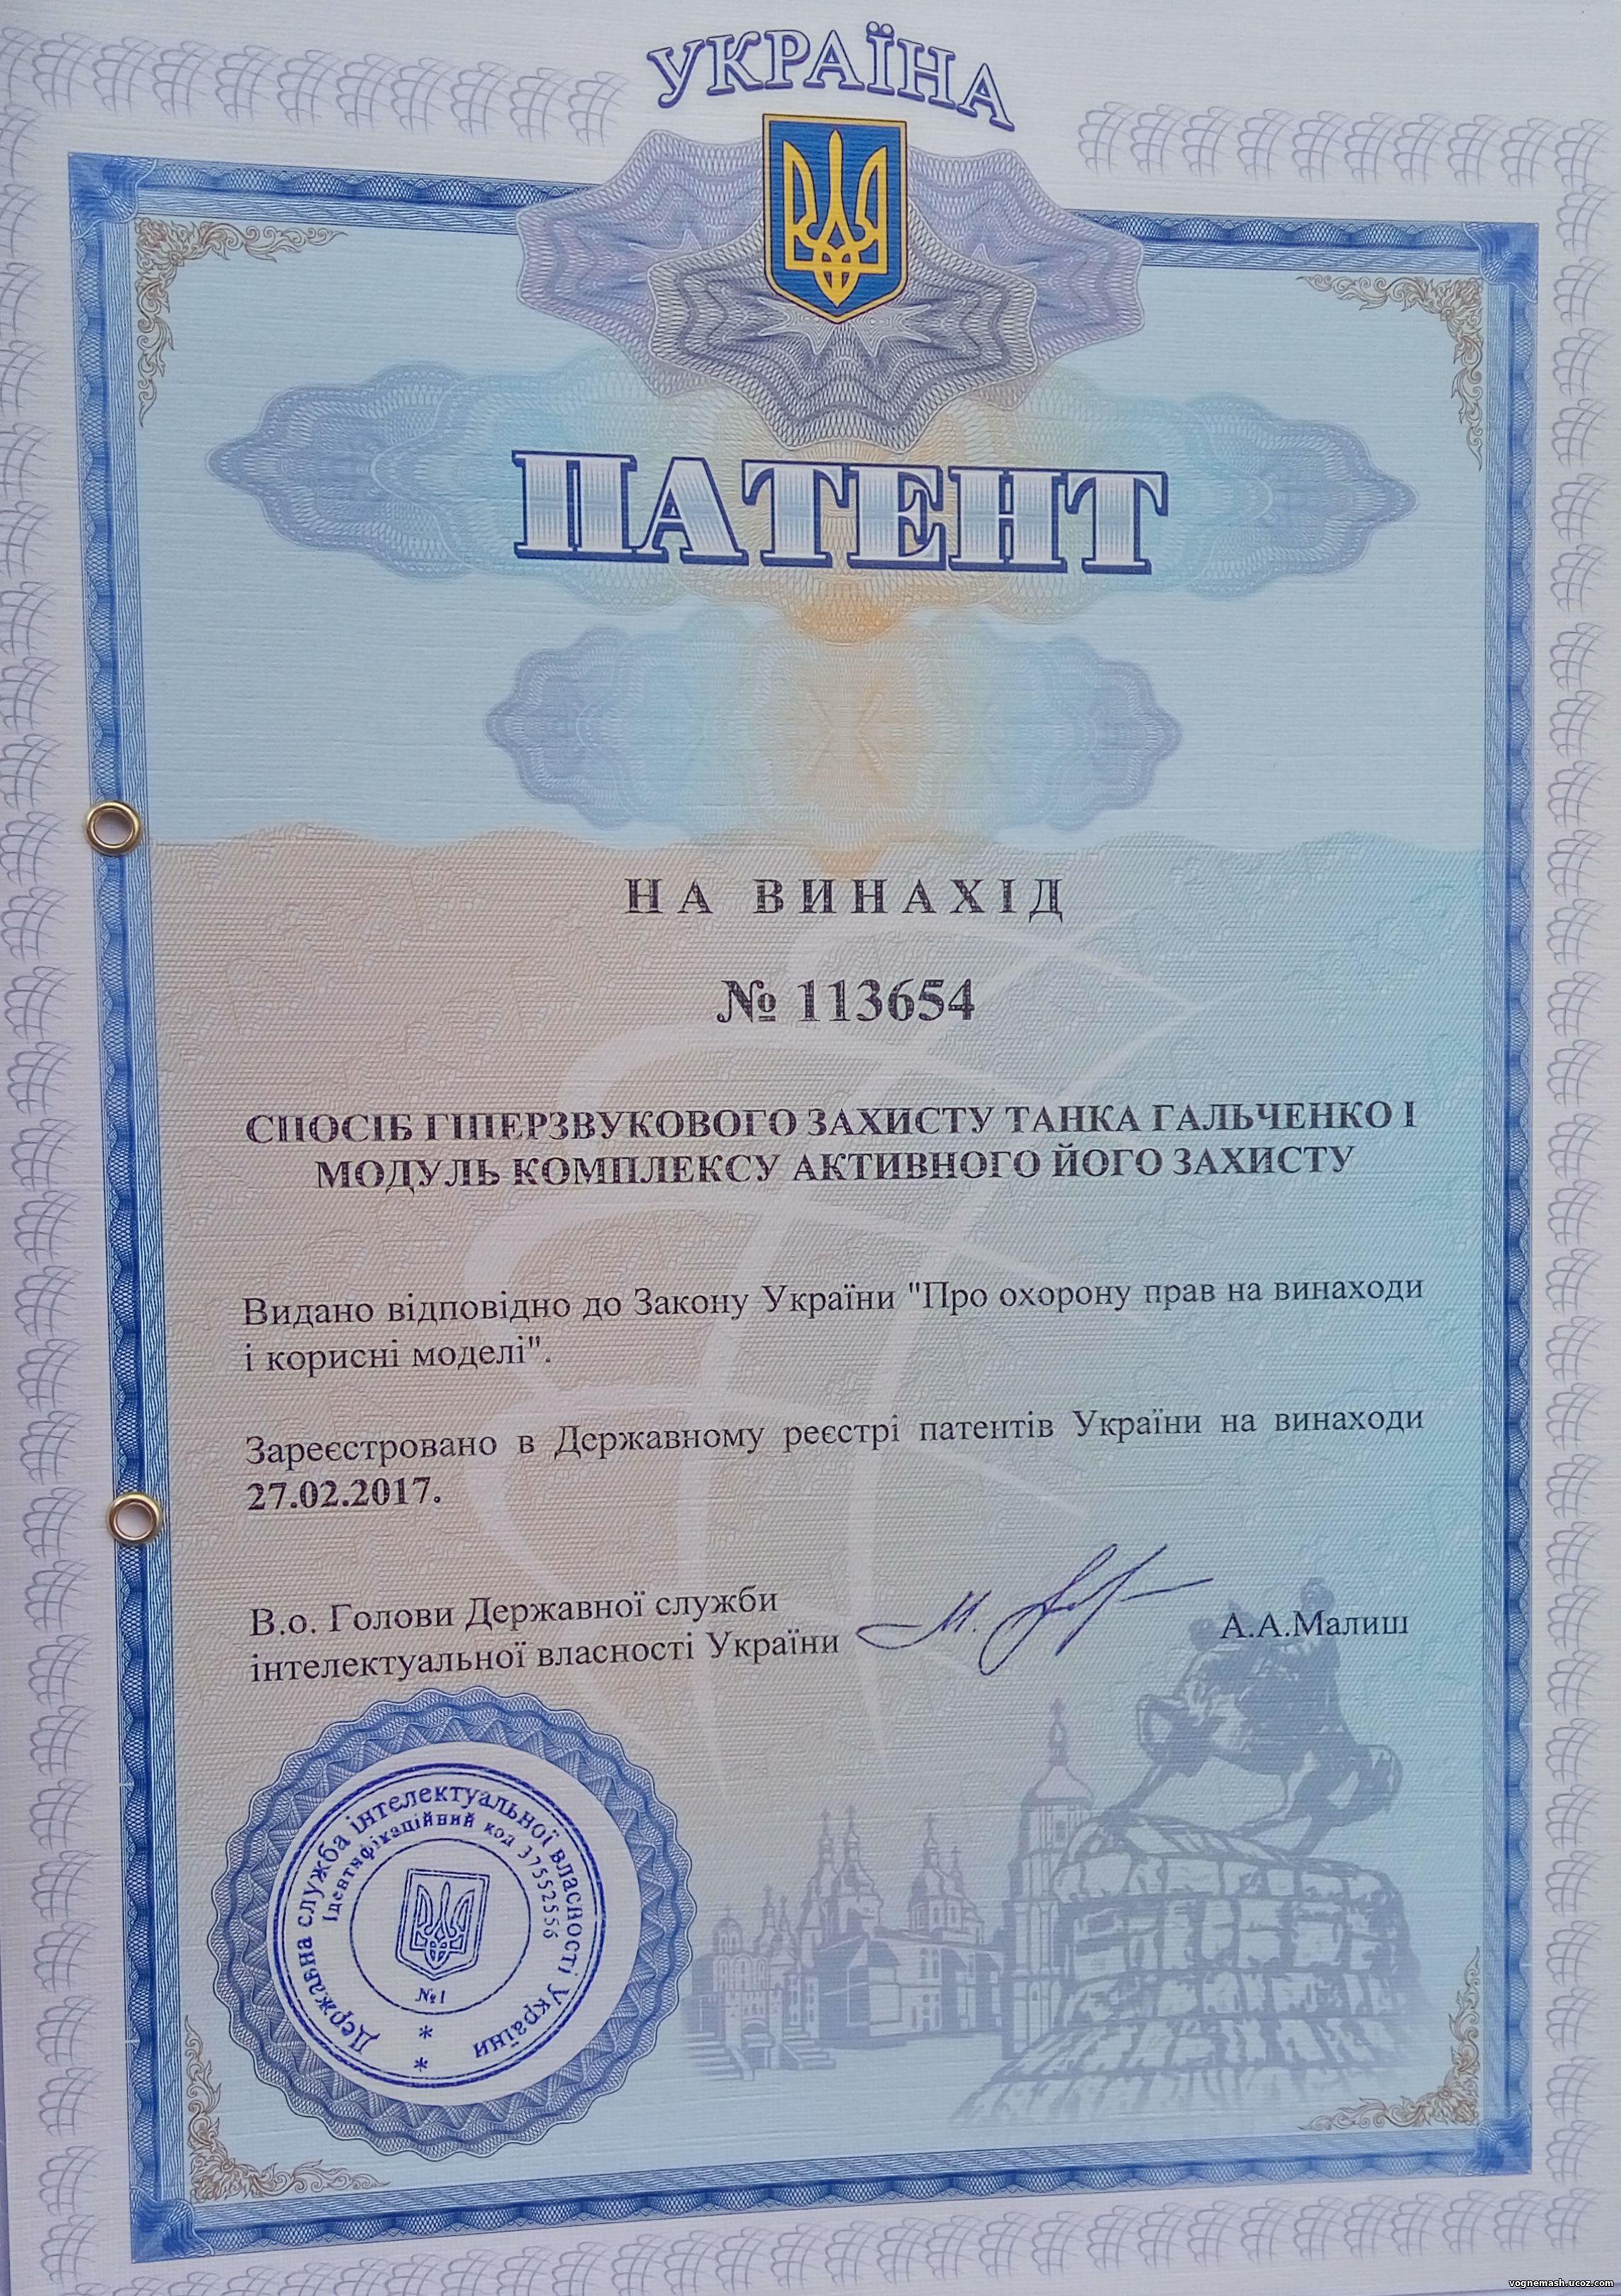 УКРАЇНА
ПАТЕНТ
НА ВИНАХІД
№ 113654
СПОСІБ ГІПЕРЗВУКОВОГО ЗАХИСТУ ТАНКА ГАЛЬЧЕНКО І
МОДУЛЬ КОМПЛЕКСУ АКТИВНОГО ЙОГО ЗАХИСТУ
Видано відповідно до Закону України "Про охорону прав на винаходи
і корисні моделі".
Зареєстровано в Державному реєстрі патентів України на винаходи
27.02.2017.
В.о. Голови Державної служби
інтелектуальної власності України
А.А.Малиш
Державна служба інтелектуальної власності України
Ідентифікаційний код 37552556
№1
* *
vognemash.ucoz.com